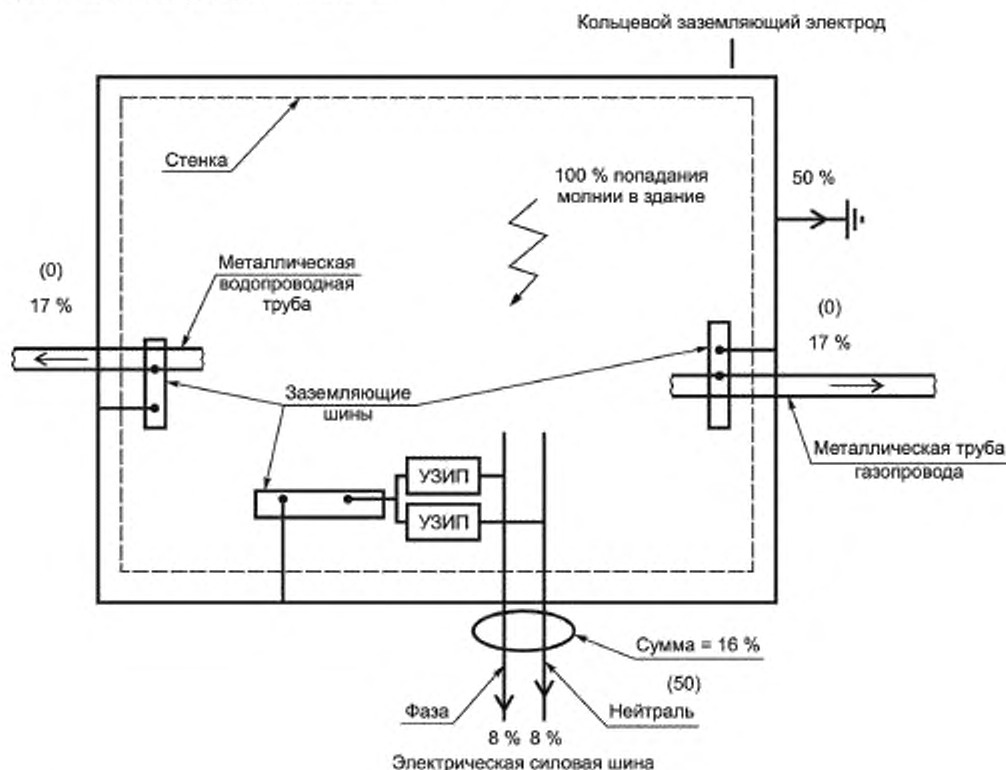 Кольцевой заземляющий электрод
Стенка
100 % попадания
молнии в здание
50 %
(0)
17 %
Металлическая
водопроводная
труба
(0)
17 %
Заземляющие
шины
Металлическая труба
газопровода
УЗИП
УЗИП
Сумма = 16 %
(50)
Фаза
Нейтраль
8 % 8 %
Электрическая силовая шина